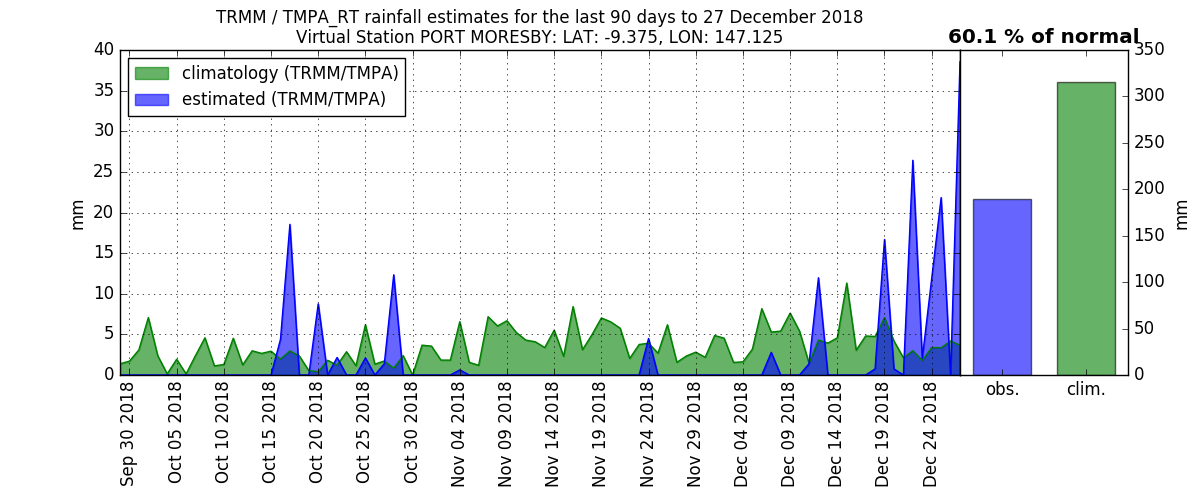 TRMM / TMPA_RT rainfall estimates for the last 90 days to 27 December 2018
Virtual Station PORT MORESBY: LAT: -9.375, LON: 147.125
60.1 % of normal
climatology (TRMM/TMPA)
estimated (TRMM/TMPA)
40
35
30
25
20
15
10
5
0
mm
350
300
250
200
150
100
50
0
mm
obs.
clim.
Sep 30 2018
Oct 05 2018
Oct 10 2018
Oct 15 2018
Oct 20 2018
Oct 25 2018
Oct 30 2018
Nov 04 2018
Nov 09 2018
Nov 14 2018
Nov 19 2018
Nov 24 2018
Nov 29 2018
Dec 04 2018
Dec 09 2018
Dec 14 2018
Dec 19 2018
Dec 24 2018